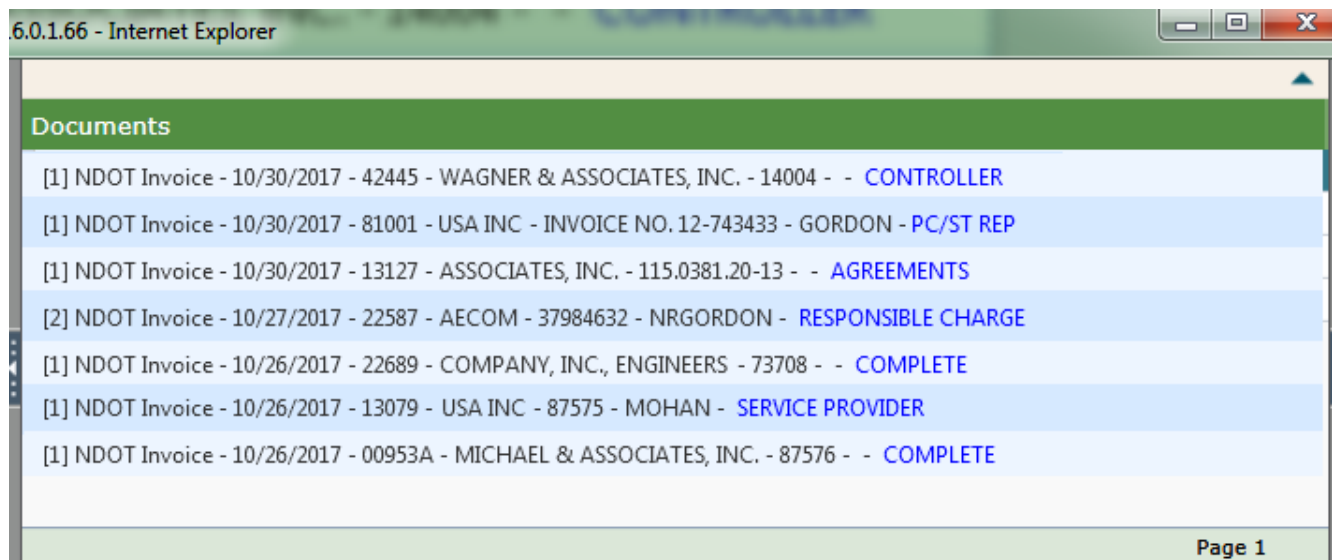 6.0.1.66 - Internet Explorer
Documents
[1] NDOT Invoice - 10/30/2017 - 42445 - WAGNER & ASSOCIATES, INC. - 14004 - - CONTROLLER
[1] NDOT Invoice - 10/30/2017 - 81001 - USA INC - INVOICE NO. 12-743433 - GORDON - PC/ST REP
[1] NDOT Invoice - 10/30/2017 - 13127 - ASSOCIATES, INC. - 115.0381.20-13 - - AGREEMENTS
[2] NDOT Invoice - 10/27/2017 - 22587 - AECOM - 37984632 - NRGORDON - RESPONSIBLE CHARGE
[1] NDOT Invoice - 10/26/2017 - 22689 - COMPANY, INC., ENGINEERS - 73708 - - COMPLETE
[1] NDOT Invoice - 10/26/2017 - 13079 - USA INC - 87575 - MOHAN - SERVICE PROVIDER
[1] NDOT Invoice - 10/26/2017 - 00953A - MICHAEL & ASSOCIATES, INC. - 87576 - - COMPLETE
Page 1